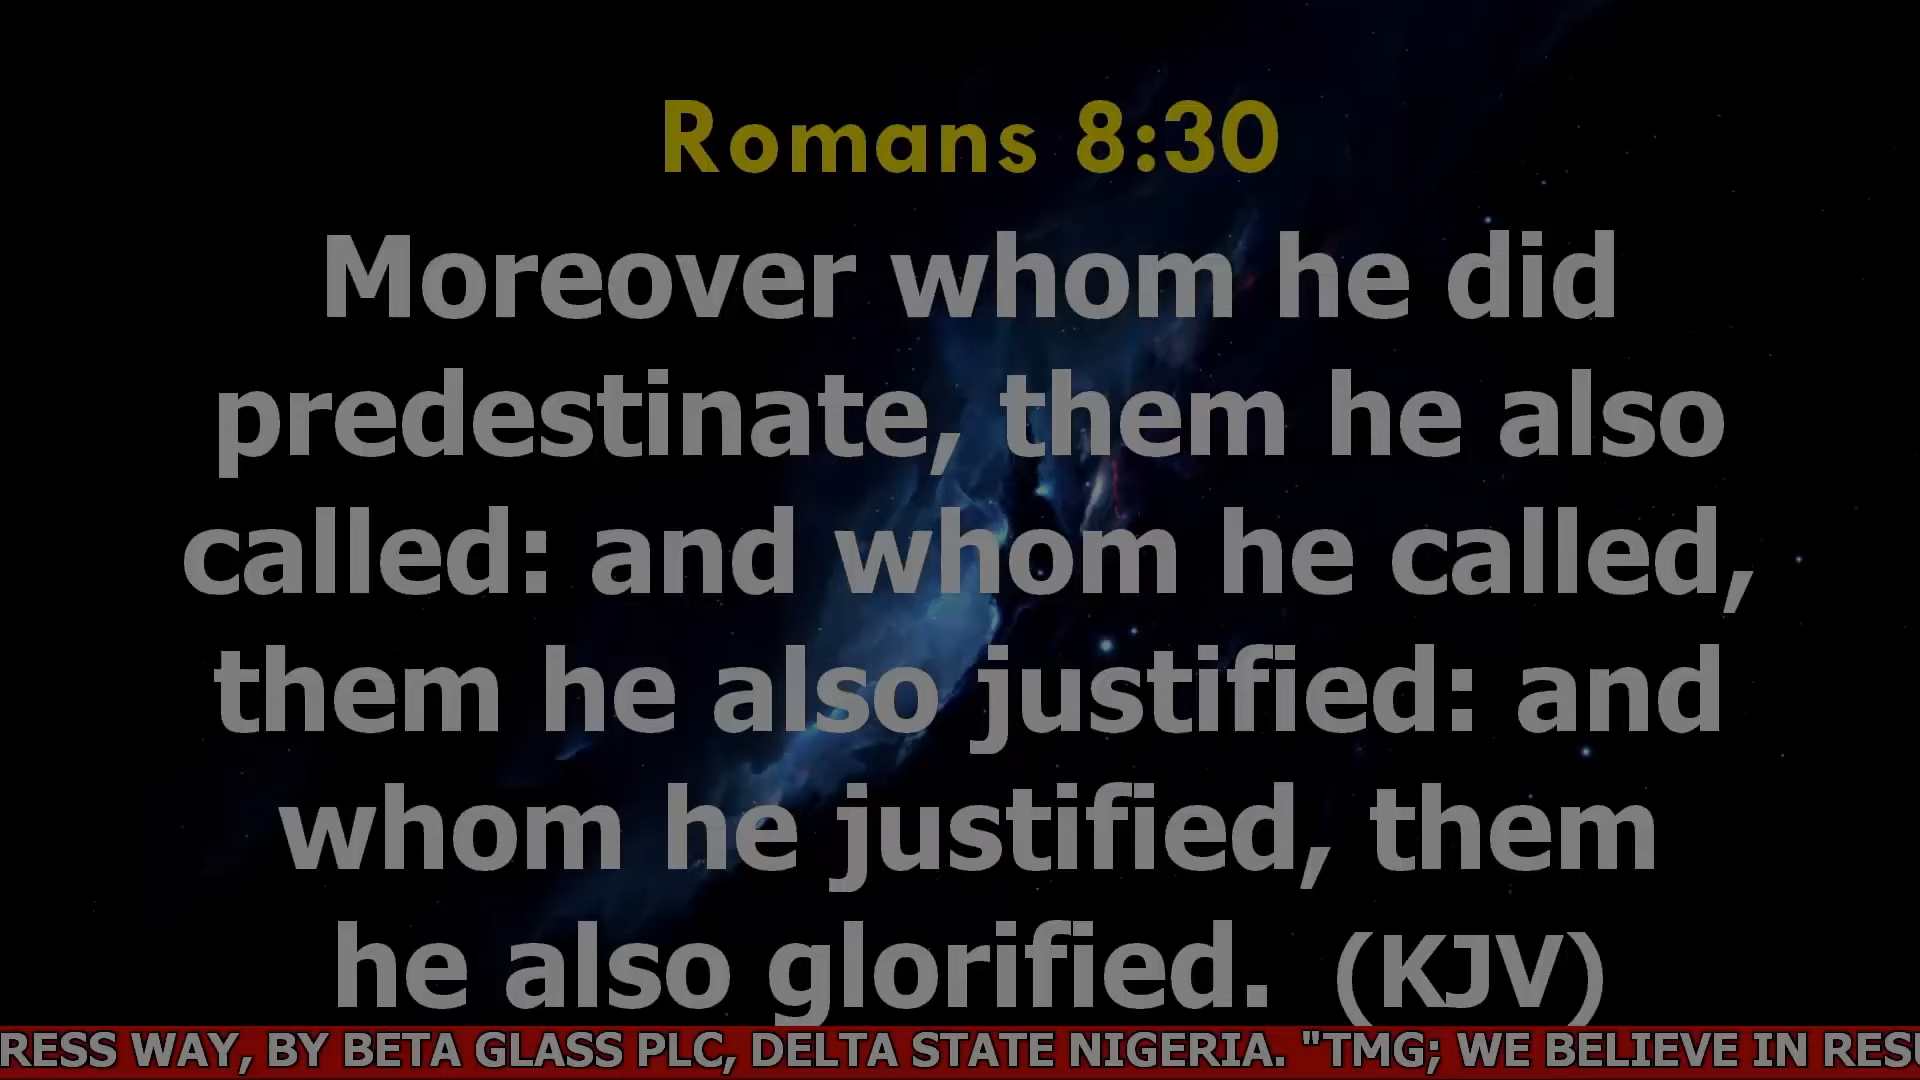 Romans 8:30
Moreover whom he did
predestinate, them he also
called: and whom he called,
them he also justified: and
whom he justified, them
he also glorified. (KJV)
WAY, BY BETA GLASS PLC, DELTA STATE NIGERIA. "TMG; WE BELIEVE IN